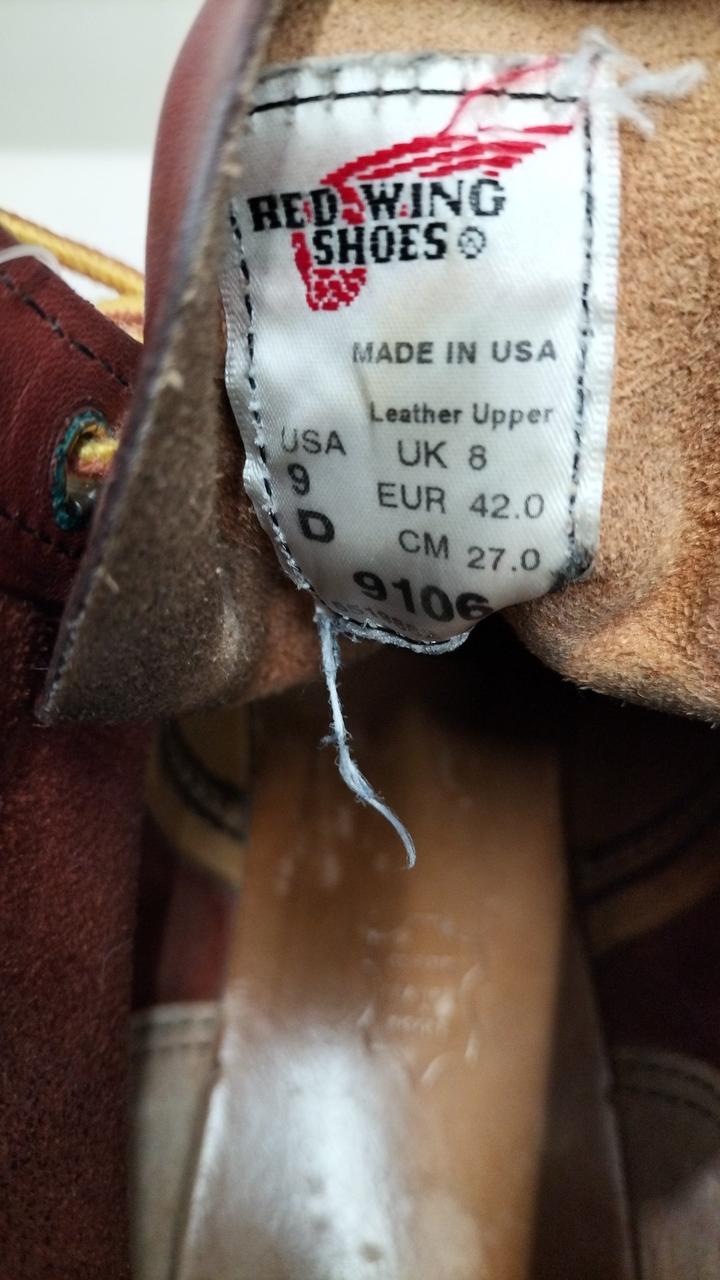 RED WING
SHOES ®
MADE IN USA
Leather Upper
USA
9
D
UK 8
EUR 42.0
CM 27.0
9106